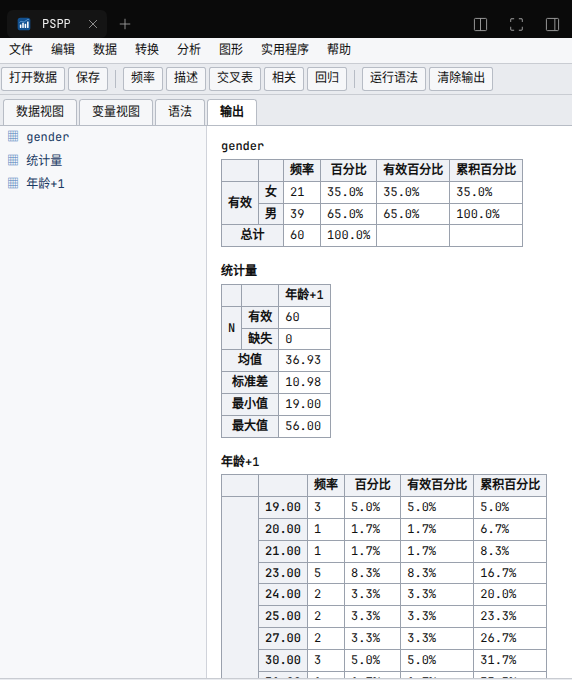 PSPP
文件 编辑 数据 转换 分析 图形 实用程序 帮助
打开数据 保存 频率 描述 交叉表 相关 回归 运行语法 清除输出
数据视图 变量视图 语法 输出
gender
统计量
年龄+1
gender
频率 百分比 有效百分比 累积百分比
有效 女 21 35.0% 35.0% 35.0%
男 39 65.0% 65.0% 100.0%
总计 60 100.0%
统计量
年龄+1
N 有效 60
缺失 0
均值 36.93
标准差 10.98
最小值 19.00
最大值 56.00
年龄+1
频率 百分比 有效百分比 累积百分比
19.00 3 5.0% 5.0% 5.0%
20.00 1 1.7% 1.7% 6.7%
21.00 1 1.7% 1.7% 8.3%
23.00 5 8.3% 8.3% 16.7%
24.00 2 3.3% 3.3% 20.0%
25.00 2 3.3% 3.3% 23.3%
27.00 2 3.3% 3.3% 26.7%
30.00 3 5.0% 5.0% 31.7%